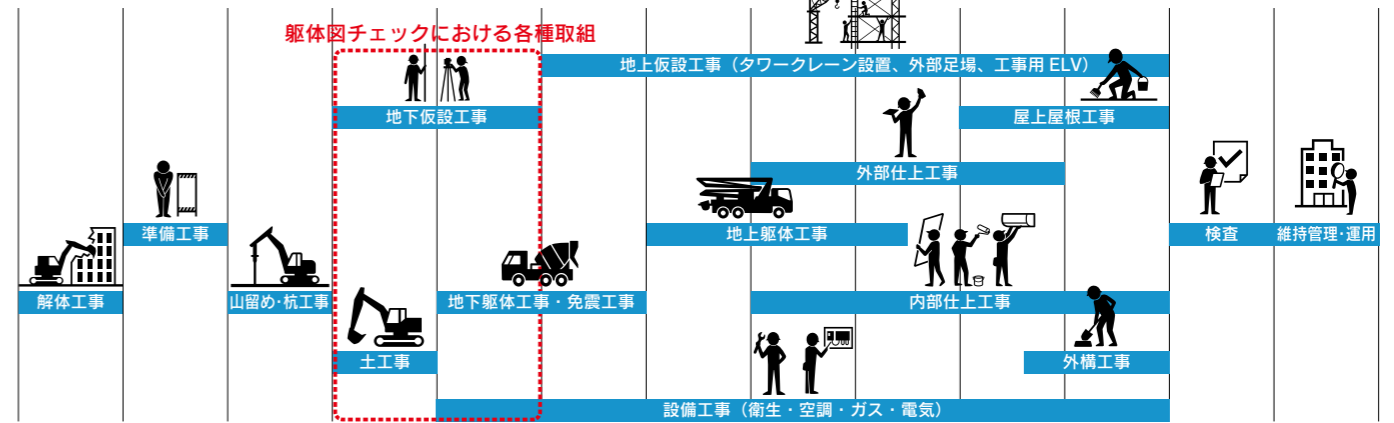 躯体図チェックにおける各種取組
地上仮設工事（タワークレーン設置、外部足場、工事用 ELV）
地下仮設工事
屋上屋根工事
外部仕上工事
準備工事
地上躯体工事
検査
維持管理・運用
解体工事
山留め・杭工事
地下躯体工事・免震工事
内部仕上工事
土工事
外構工事
設備工事（衛生・空調・ガス・電気）